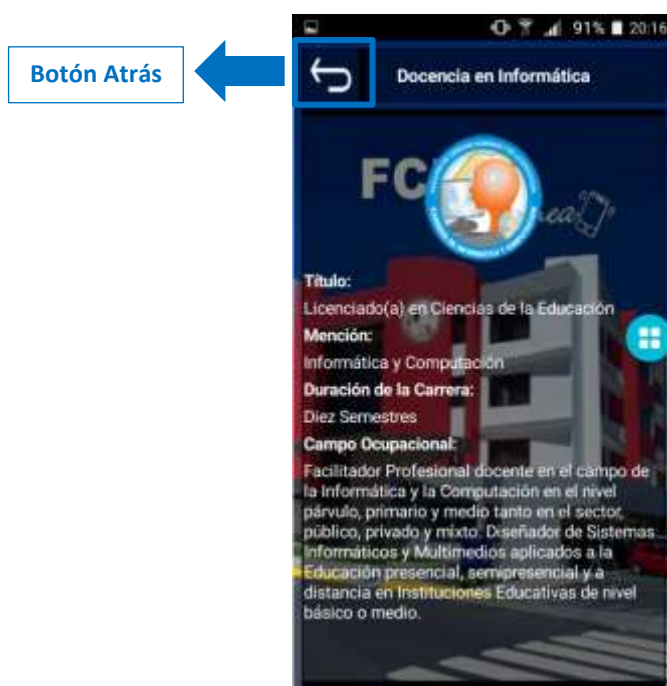 91% 20:16
Botón Atrás
Docencia en Informática
FC
nea
Título:
Licenciado(a) en Ciencias de la Educación
Mención:
Informática y Computación
Duración de la Carrera:
Diez Semestres
Campo Ocupacional:
Facilitador Profesional docente en el campo de
la Informática y la Computación en el nivel
párvulo, primario y medio tanto en el sector,
público, privado y mixto. Diseñador de Sistemas
Informáticos y Multimedios aplicados a la
Educación presencial, semipresencial y a
distancia en Instituciones Educativas de nivel
básico o medio.